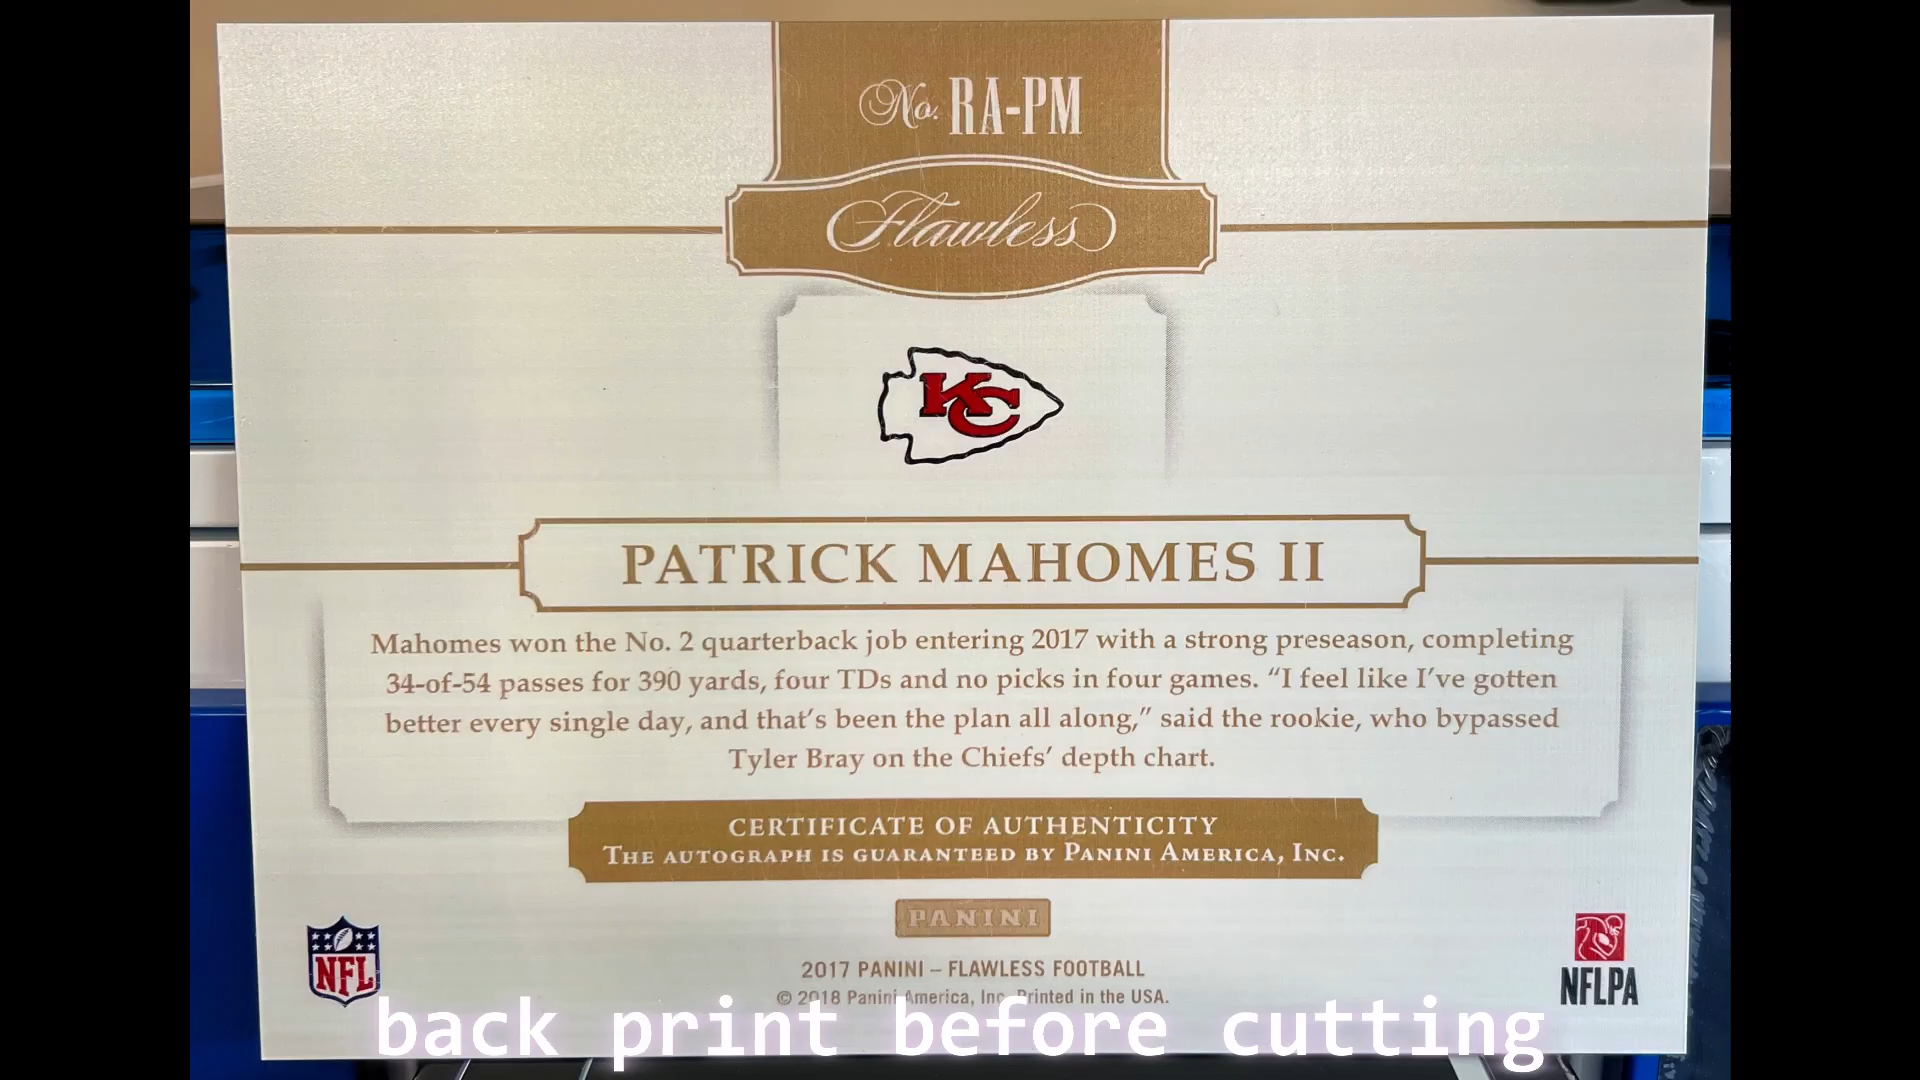 No. RA-PM
Flawless
KC
PATRICK MAHOMES II
Mahomes won the No. 2 quarterback job entering 2017 with a strong preseason, completing
34-of-54 passes for 390 yards, four TDs and no picks in four games. “I feel like I’ve gotten
better every single day, and that’s been the plan all along,” said the rookie, who bypassed
Tyler Bray on the Chiefs’ depth chart.
CERTIFICATE OF AUTHENTICITY
THE AUTOGRAPH IS GUARANTEED BY PANINI AMERICA, INC.
PANINI
NFL
2017 PANINI – FLAWLESS FOOTBALL
© 2018 Panini America, Inc. Printed in the USA.
NFLPA
back print before cutting